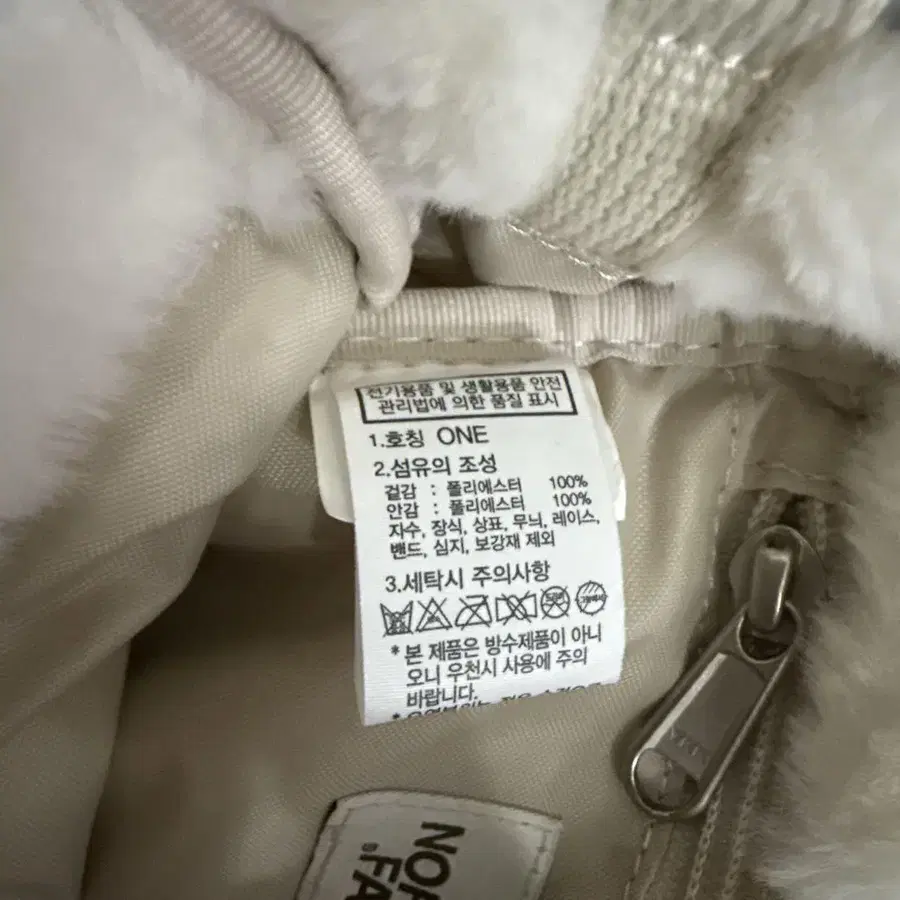 전기용품 및 생활용품 안전
관리법에 의한 품질 표시
1.호칭 ONE
2.섬유의 조성
겉감 : 폴리에스터 100%
안감 : 폴리에스터 100%
자수, 장식, 상표, 무늬, 레이스,
밴드, 심지, 보강재 제외
3.세탁시 주의사항
* 본 제품은 방수제품이 아니
오니 우천시 사용에 주의
바랍니다.
YKK